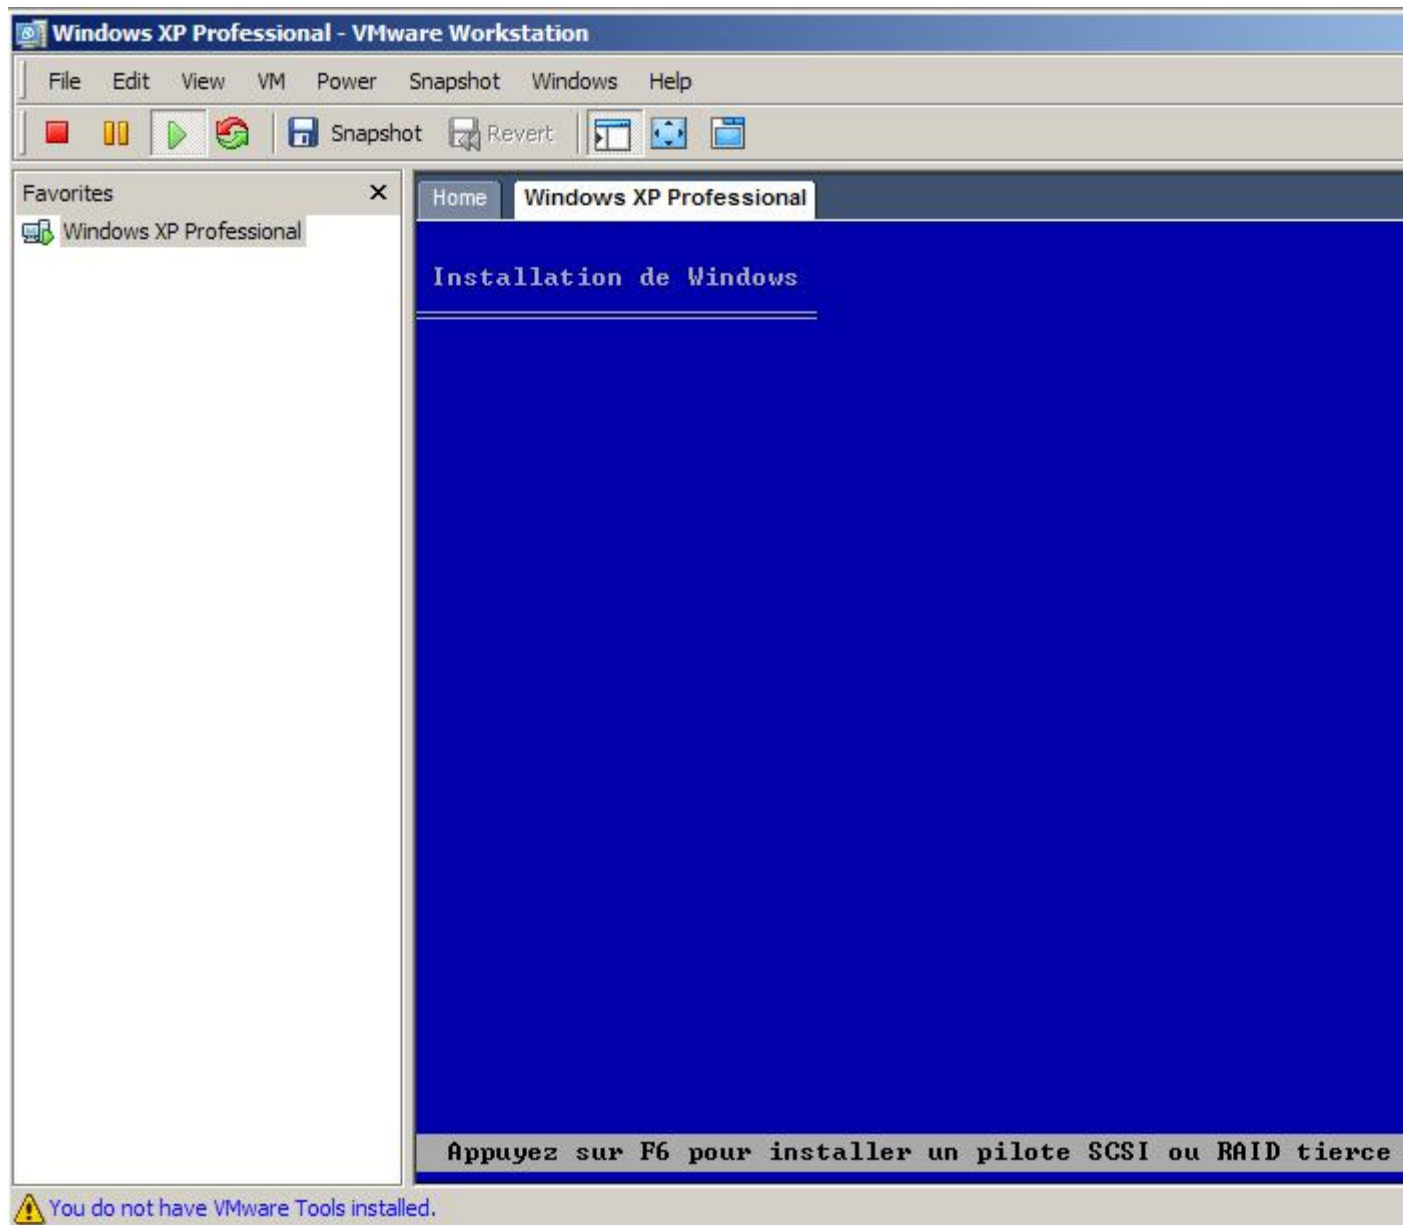 Windows XP Professional - VMware Workstation
File Edit View VM Power Snapshot Windows Help
Snapshot Revert
Favorites
Home Windows XP Professional
Windows XP Professional
Installation de Windows
Appuyez sur F6 pour installer un pilote SCSI ou RAID tierce
You do not have VMware Tools installed.